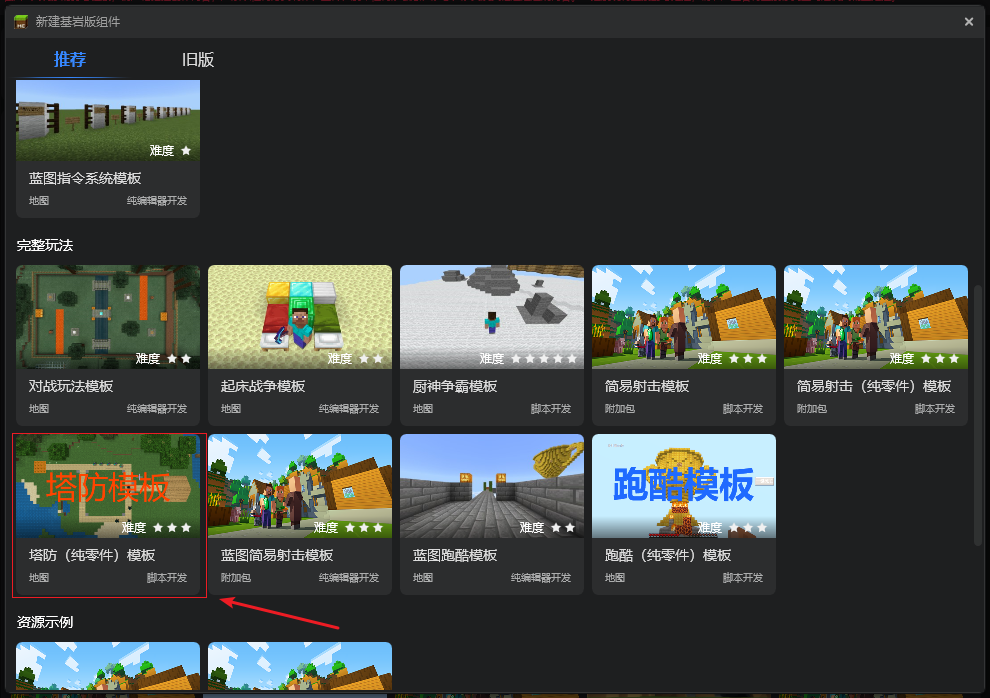 新建基岩版组件
推荐
旧版
难度
蓝图指令系统模板
地图
纯编辑器开发
完整玩法
难度
对战玩法模板
地图
纯编辑器开发
难度
起床战争模板
地图
纯编辑器开发
难度
厨神争霸模板
地图
脚本开发
难度
简易射击模板
附加包
脚本开发
难度
简易射击（纯零件）模板
附加包
脚本开发
塔防模板
难度
塔防（纯零件）模板
地图
脚本开发
难度
蓝图简易射击模板
附加包
纯编辑器开发
难度
蓝图跑酷模板
地图
纯编辑器开发
跑酷模板
难度
跑酷（纯零件）模板
地图
脚本开发
资源示例